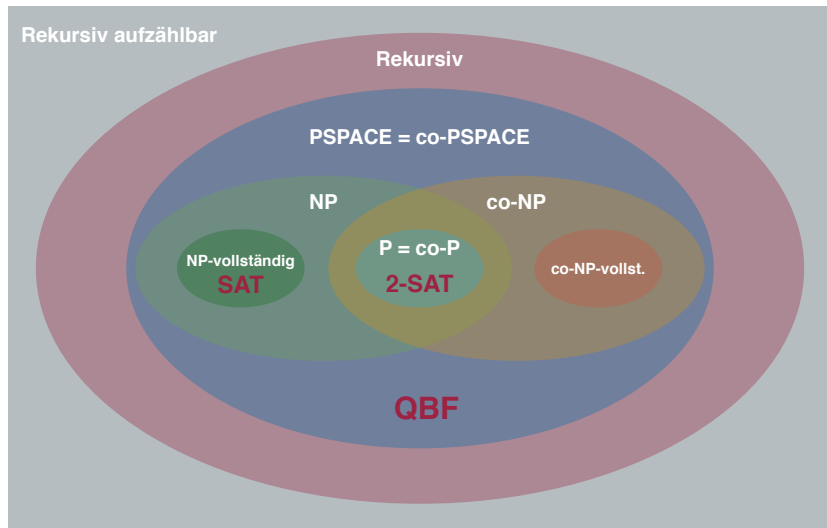 Rekursiv aufzählbar
Rekursiv
PSPACE = co-PSPACE
NP
co-NP
P = co-P
NP-vollständig
co-NP-vollst.
SAT
2-SAT
QBF